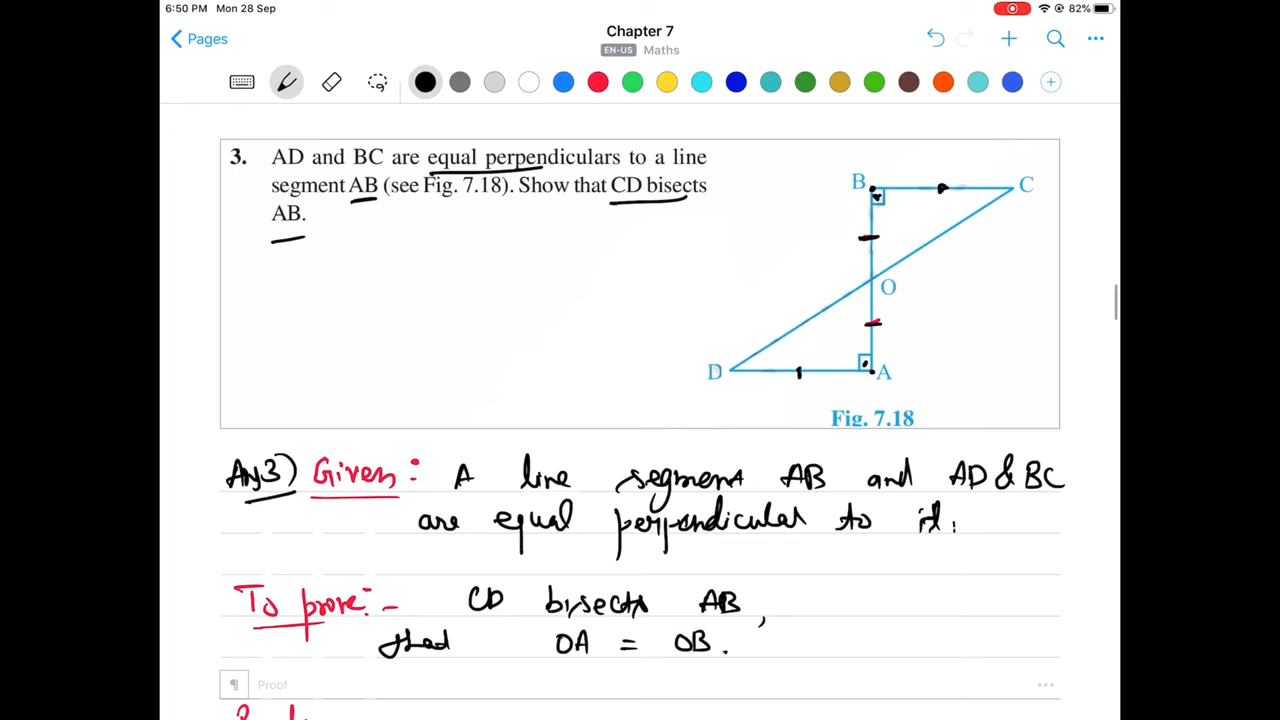 6:50 PM Mon 28 Sep
82%
Pages
Chapter 7
EN-US Maths
3. AD and BC are equal perpendiculars to a line
segment AB (see Fig. 7.18). Show that CD bisects
AB.
B
C
O
D
A
Fig. 7.18
Ans3) Given: A line segment AB and AD & BC
are equal perpendicular to it.
To prove:- CD bisects AB,
that OA = OB.
¶ Proof